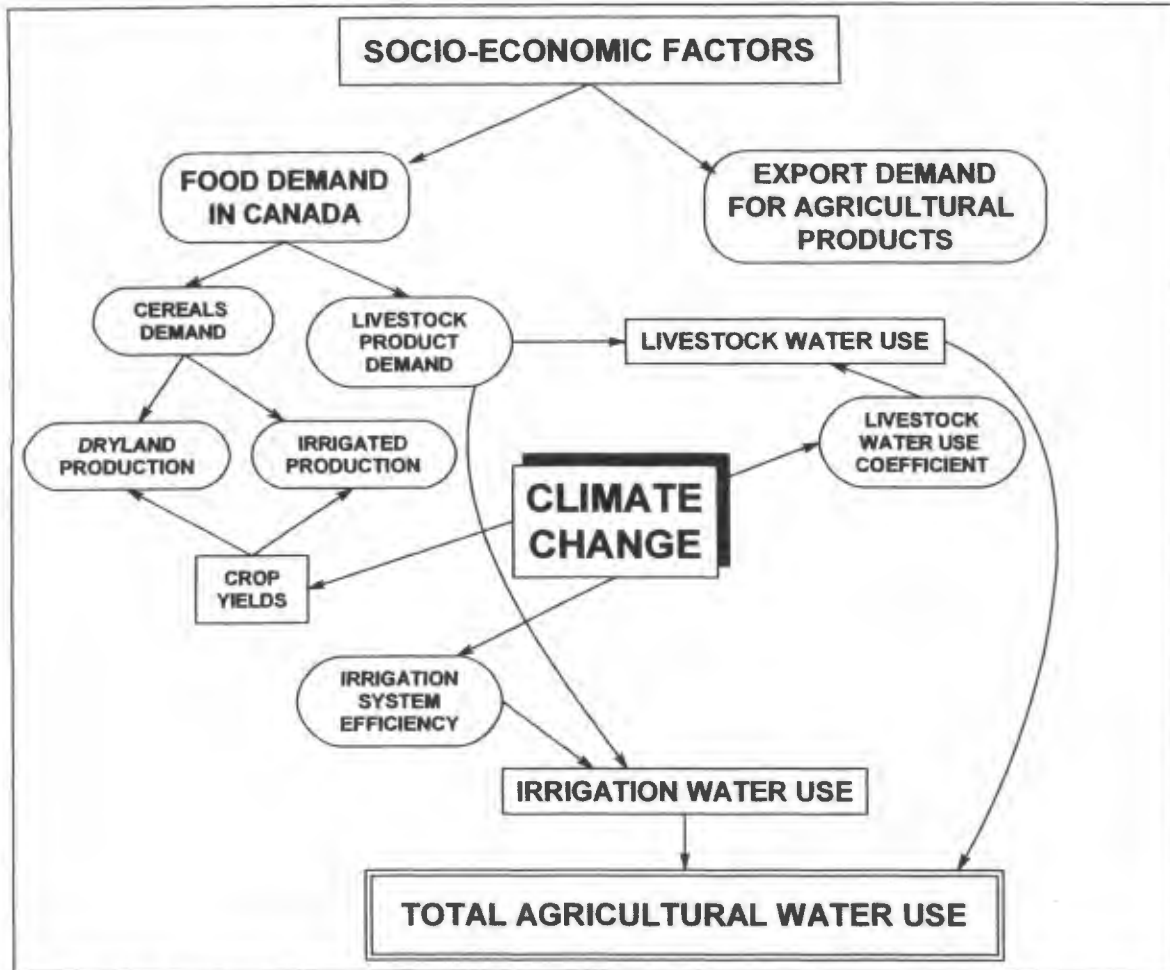 SOCIO-ECONOMIC FACTORS
FOOD DEMAND
IN CANADA
EXPORT DEMAND
FOR AGRICULTURAL
PRODUCTS
CEREALS
DEMAND
LIVESTOCK
PRODUCT
DEMAND
LIVESTOCK WATER USE
DRYLAND
PRODUCTION
IRRIGATED
PRODUCTION
LIVESTOCK
WATER USE
COEFFICIENT
CLIMATE
CHANGE
CROP
YIELDS
IRRIGATION
SYSTEM
EFFICIENCY
IRRIGATION WATER USE
TOTAL AGRICULTURAL WATER USE